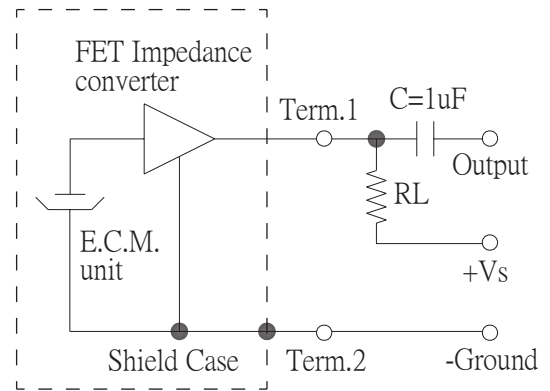 FET Impedance
converter
Term.1
C=1uF
Output
RL
E.C.M.
unit
+Vs
Shield Case
Term.2
-Ground